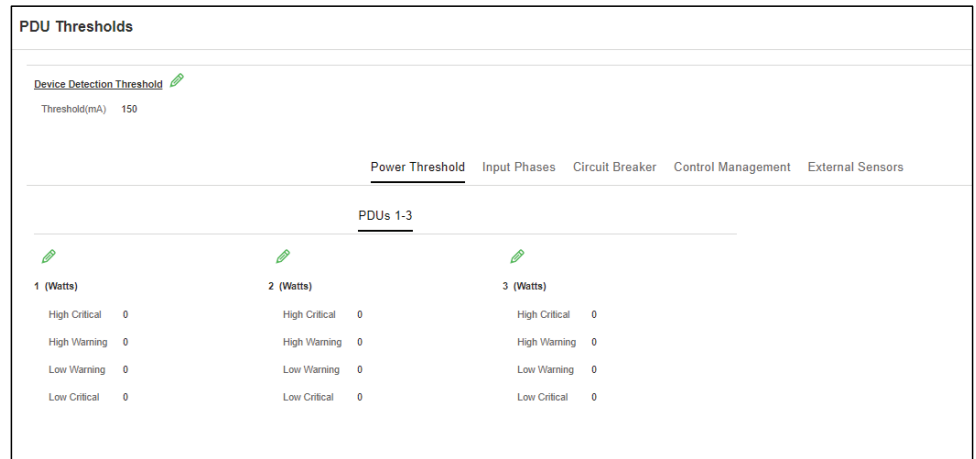 PDU Thresholds
Device Detection Threshold
Threshold(mA) 150
Power Threshold Input Phases Circuit Breaker Control Management External Sensors
PDUs 1-3
1 (Watts) 2 (Watts) 3 (Watts)
High Critical 0 High Critical 0 High Critical 0
High Warning 0 High Warning 0 High Warning 0
Low Warning 0 Low Warning 0 Low Warning 0
Low Critical 0 Low Critical 0 Low Critical 0